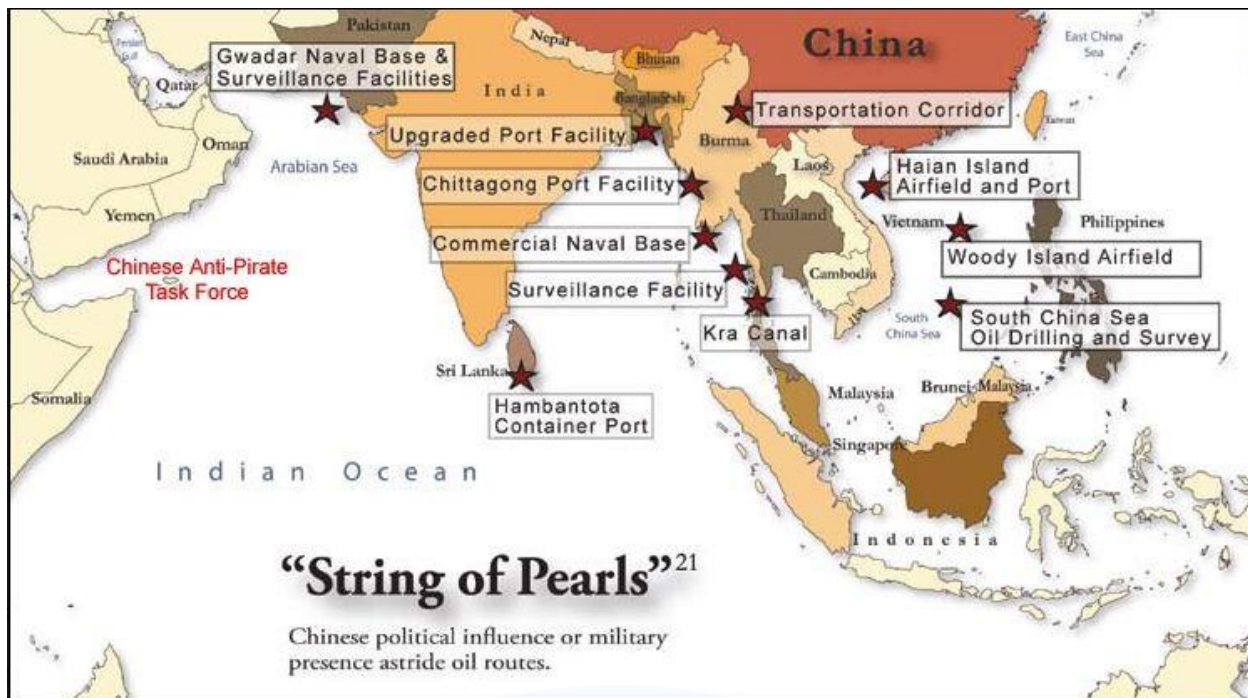 Pakistan
Persian
Gulf
Gwadar Naval Base &
Surveillance Facilities
Qatar
Nepal
Bhutan
China
East China
Sea
India
Bangladesh
Transportation Corridor
Taiwan
Oman
Saudi Arabia
Arabian Sea
Upgraded Port Facility
Burma
Laos
Haian Island
Airfield and Port
Chittagong Port Facility
Yemen
Thailand
Vietnam
Philippines
Commercial Naval Base
Woody Island Airfield
Chinese Anti-Pirate
Task Force
Cambodia
Surveillance Facility
Kra Canal
South
China Sea
South China Sea
Oil Drilling and Survey
Sri Lanka
Somalia
Hambantota
Container Port
Malaysia
Brunei
Malaysia
Singapore
Indian Ocean
Indonesia
“String of Pearls”21
Chinese political influence or military
presence astride oil routes.